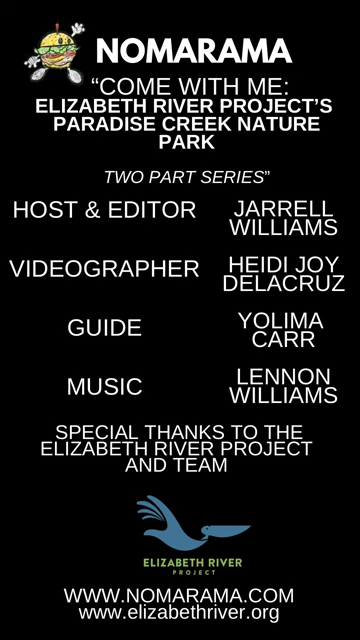 NOMARAMA
“COME WITH ME:
ELIZABETH RIVER PROJECT’S
PARADISE CREEK NATURE
PARK
TWO PART SERIES”
HOST & EDITOR
JARRELL
WILLIAMS
VIDEOGRAPHER
HEIDI JOY
DELACRUZ
GUIDE
YOLIMA
CARR
MUSIC
LENNON
WILLIAMS
SPECIAL THANKS TO THE
ELIZABETH RIVER PROJECT
AND TEAM
ELIZABETH RIVER
PROJECT
WWW.NOMARAMA.COM
www.elizabethriver.org